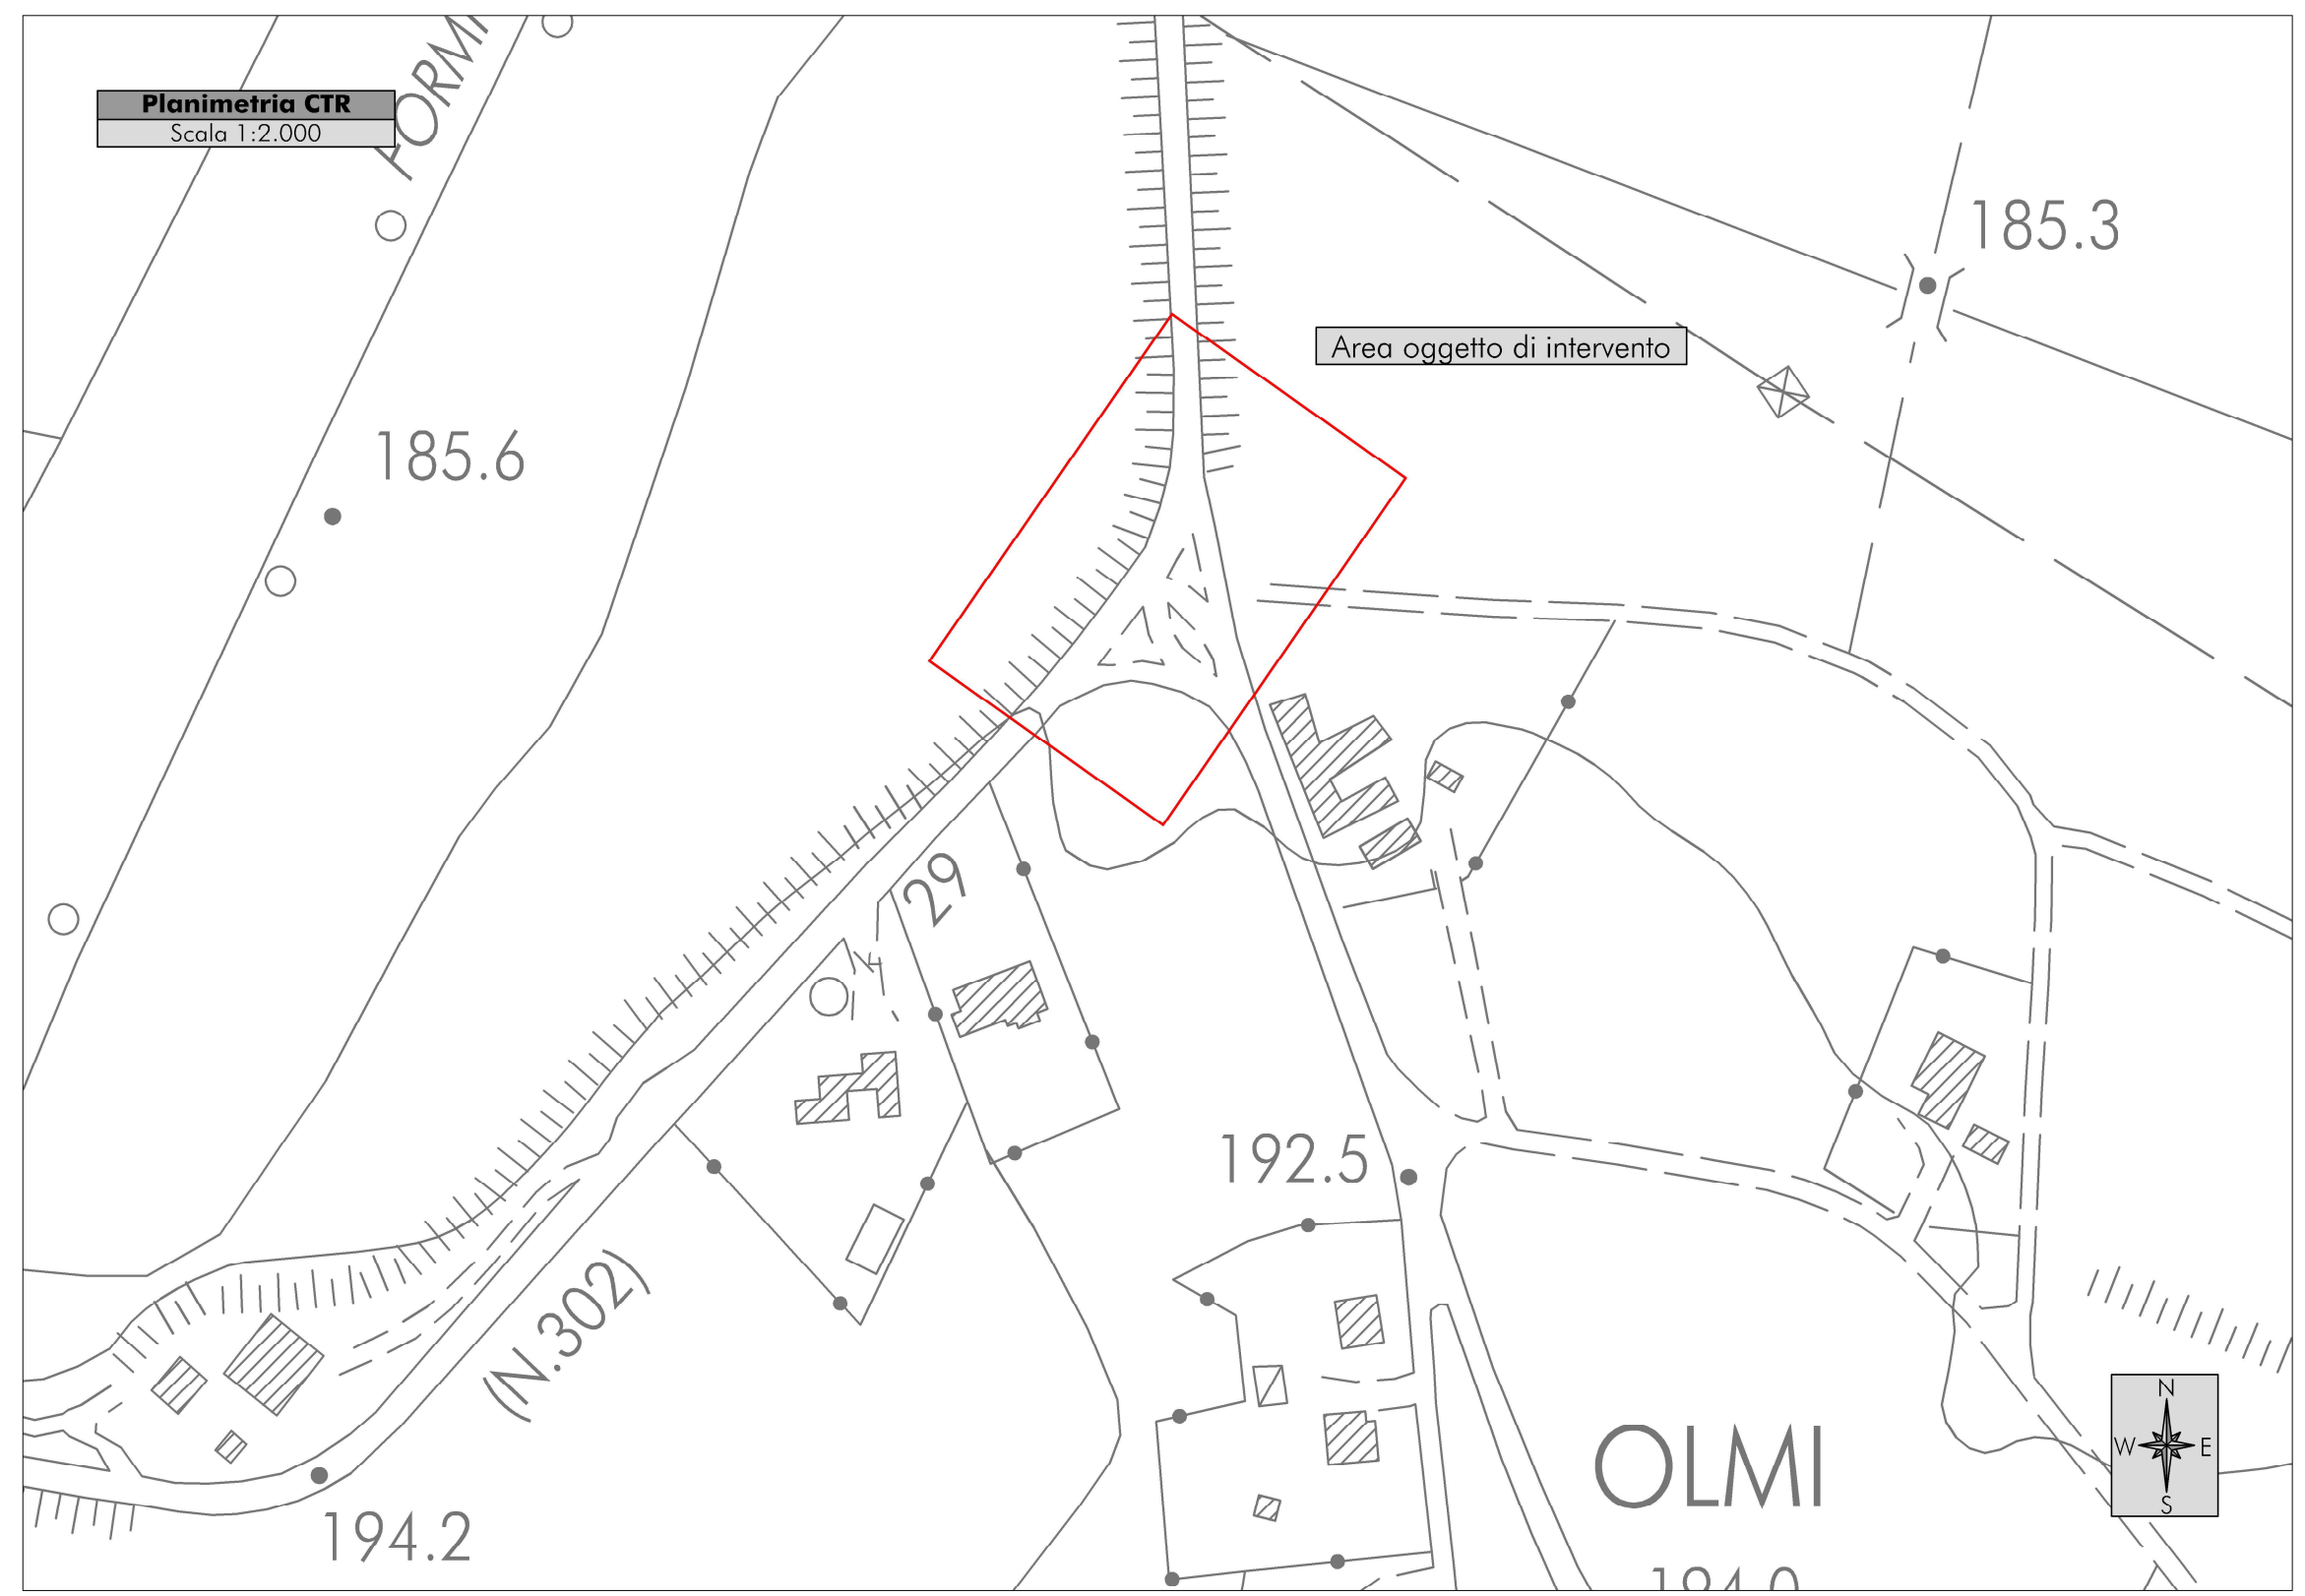 Planimetria CTR
Scala 1:2.000
185.3
Area oggetto di intervento
185.6
29
192.5
(N.302)
OLMI
194.2
N
W E
S